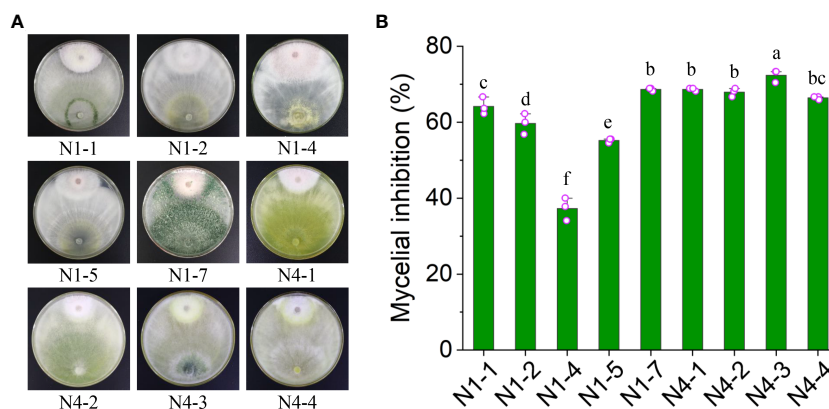 A
N1-1 N1-2 N1-4
N1-5 N1-7 N4-1
N4-2 N4-3 N4-4
B
Mycelial inhibition (%)
80
60
40
20
0
c d f e b b b a bc
N1-1 N1-2 N1-4 N1-5 N1-7 N4-1 N4-2 N4-3 N4-4